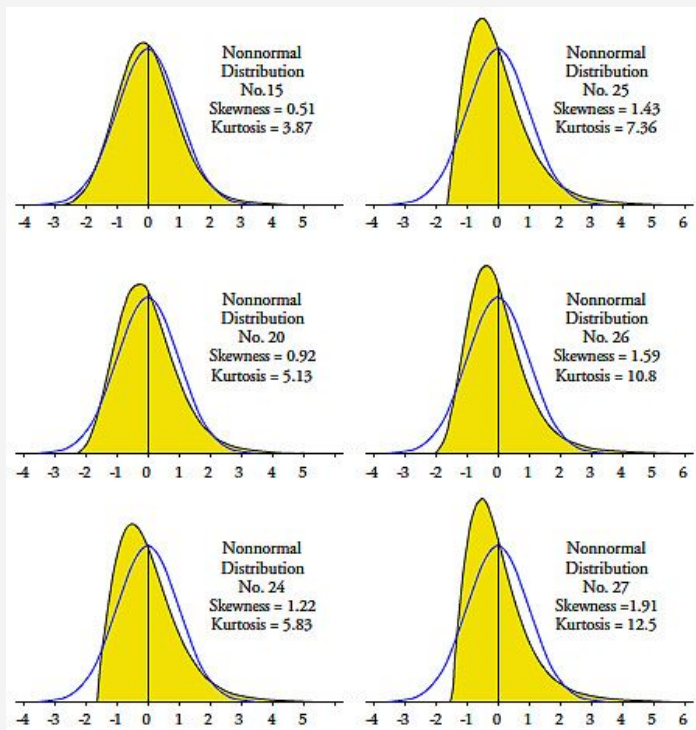 Nonnormal
Distribution
No.15
Skewness = 0.51
Kurtosis = 3.87
-4 -3 -2 -1 0 1 2 3 4 5
Nonnormal
Distribution
No. 25
Skewness = 1.43
Kurtosis = 7.36
-4 -3 -2 -1 0 1 2 3 4 5 6
Nonnormal
Distribution
No. 20
Skewness = 0.92
Kurtosis = 5.13
-4 -3 -2 -1 0 1 2 3 4 5
Nonnormal
Distribution
No. 26
Skewness = 1.59
Kurtosis = 10.8
-4 -3 -2 -1 0 1 2 3 4 5 6
Nonnormal
Distribution
No. 24
Skewness = 1.22
Kurtosis = 5.83
-4 -3 -2 -1 0 1 2 3 4 5
Nonnormal
Distribution
No. 27
Skewness =1.91
Kurtosis = 12.5
-4 -3 -2 -1 0 1 2 3 4 5 6